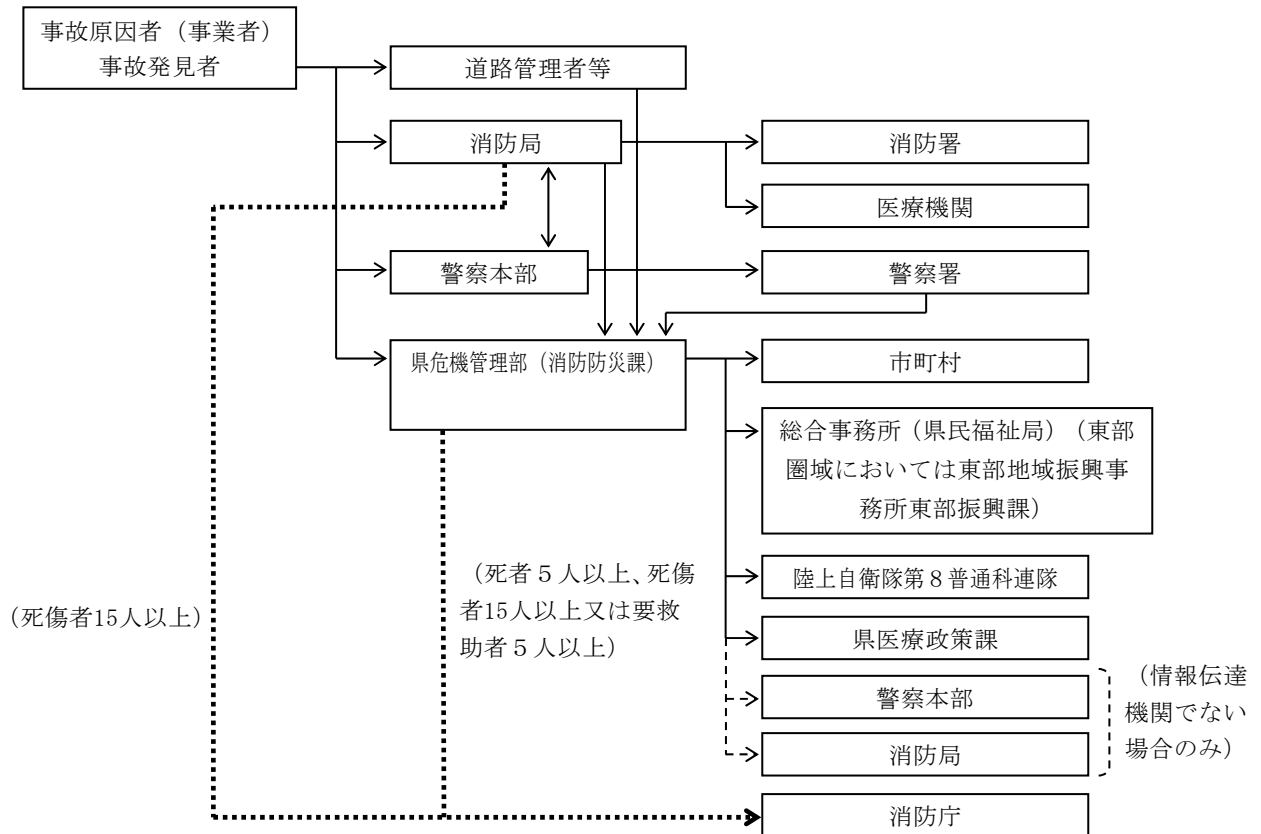 事故原因者（事業者）
事故発見者
道路管理者等
消防局
消防署
医療機関
警察本部
警察署
県危機管理部（消防防災課）
市町村
総合事務所（県民福祉局）（東部
圏域においては東部地域振興事
務所東部振興課）
（死者５人以上、死傷
者15人以上又は要救
助者５人以上）
陸上自衛隊第８普通科連隊
（死傷者15人以上）
県医療政策課
警察本部
消防局
（情報伝達
機関でない
場合のみ）
消防庁